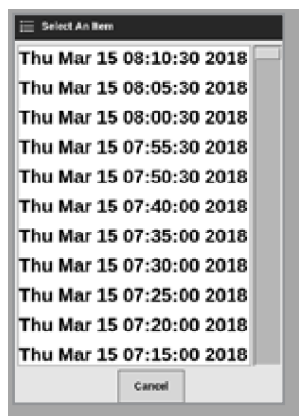 Select An Item
Thu Mar 15 08:10:30 2018
Thu Mar 15 08:05:30 2018
Thu Mar 15 08:00:30 2018
Thu Mar 15 07:55:30 2018
Thu Mar 15 07:50:30 2018
Thu Mar 15 07:40:00 2018
Thu Mar 15 07:35:00 2018
Thu Mar 15 07:30:00 2018
Thu Mar 15 07:25:00 2018
Thu Mar 15 07:20:00 2018
Thu Mar 15 07:15:00 2018
Cancel